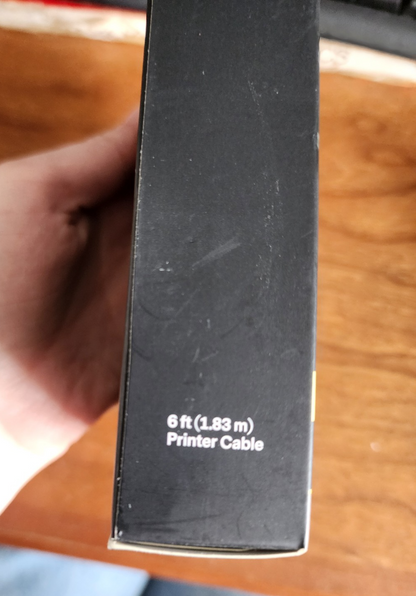 6 ft (1.83 m)
Printer Cable